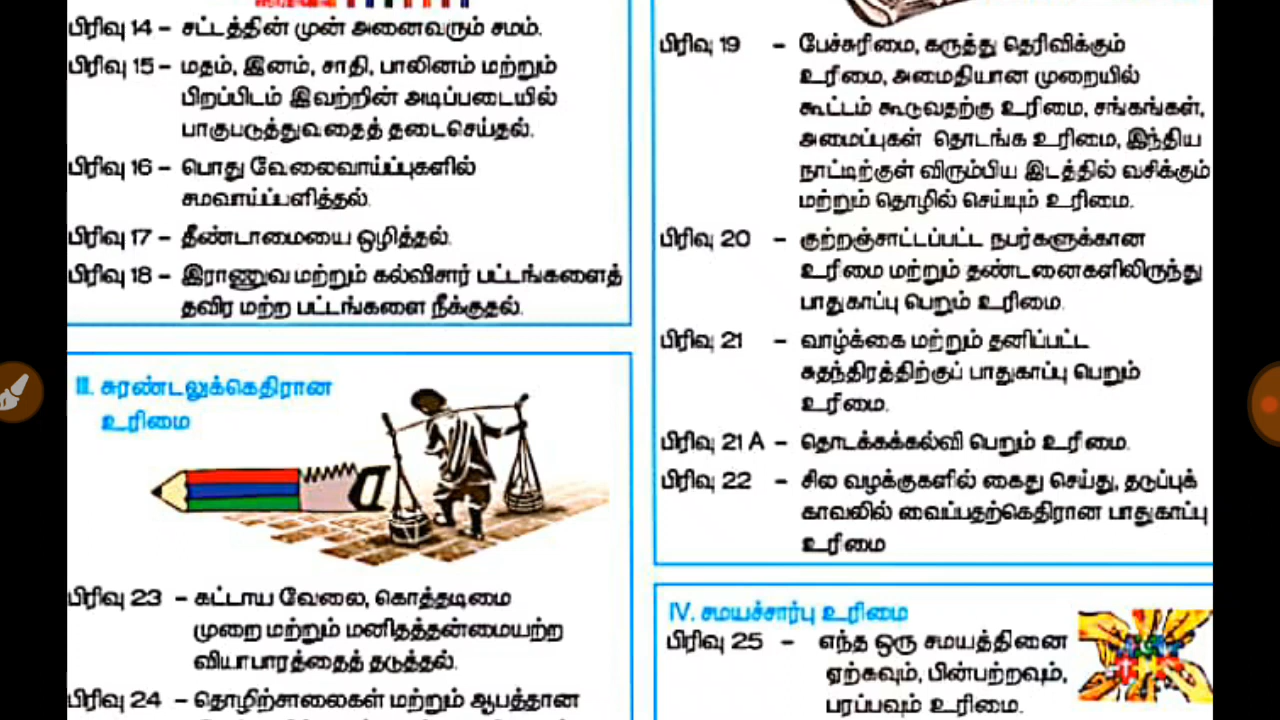 பிரிவு 14 – சட்டத்தின் முன் அனைவரும் சமம்.
பிரிவு 15 – மதம், இனம், சாதி, பாலினம் மற்றும்
பிறப்பிடம் இவற்றின் அடிப்படையில்
பாகுபடுத்துவதைத் தடைசெய்தல்.
பிரிவு 16 – பொது வேலைவாய்ப்புகளில்
சமவாய்ப்பளித்தல்.
பிரிவு 17 – தீண்டாமையை ஒழித்தல்.
பிரிவு 18 – இராணுவ மற்றும் கல்விசார் பட்டங்களைத்
தவிர மற்ற பட்டங்களை நீக்குதல்.
III. சுரண்டலுக்கெதிரான
உரிமை
பிரிவு 23 – கட்டாய வேலை, கொத்தடிமை
முறை மற்றும் மனிதத்தன்மையற்ற
வியாபாரத்தைத் தடுத்தல்.
பிரிவு 24 – தொழிற்சாலைகள் மற்றும் ஆபத்தான
பிரிவு 19 – பேச்சுரிமை, கருத்து தெரிவிக்கும்
உரிமை, அமைதியான முறையில்
கூட்டம் கூடுவதற்கு உரிமை, சங்கங்கள்,
அமைப்புகள் தொடங்க உரிமை, இந்திய
நாட்டிற்குள் விரும்பிய இடத்தில் வசிக்கும்
மற்றும் தொழில் செய்யும் உரிமை.
பிரிவு 20 – குற்றஞ்சாட்டப்பட்ட நபர்களுக்கான
உரிமை மற்றும் தண்டனைகளிலிருந்து
பாதுகாப்பு பெறும் உரிமை.
பிரிவு 21 – வாழ்க்கை மற்றும் தனிப்பட்ட
சுதந்திரத்திற்குப் பாதுகாப்பு பெறும்
உரிமை.
பிரிவு 21 A – தொடக்கக்கல்வி பெறும் உரிமை.
பிரிவு 22 – சில வழக்குகளில் கைது செய்து, தடுப்புக்
காவலில் வைப்பதற்கெதிரான பாதுகாப்பு
உரிமை
IV. சமயச்சார்பு உரிமை
பிரிவு 25 – எந்த ஒரு சமயத்தினை
ஏற்கவும், பின்பற்றவும்,
பரப்பவும் உரிமை.